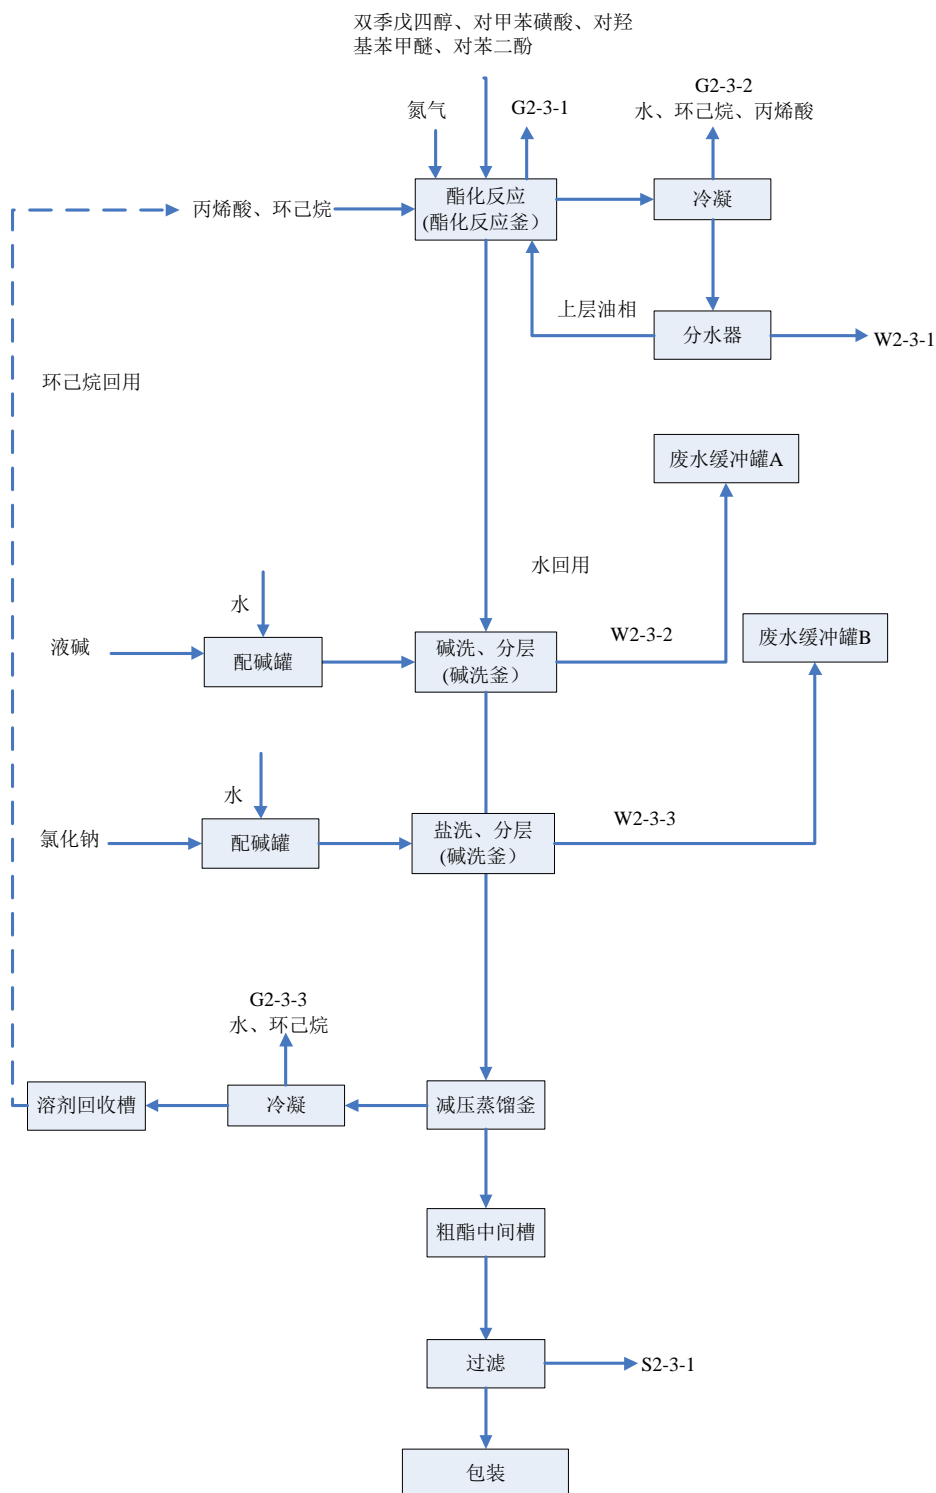 双季戊四醇、对甲苯磺酸、对羟
基苯甲醚、对苯二酚
G2-3-2
氮气
G2-3-1
水、环己烷、丙烯酸
丙烯酸、环己烷
酯化反应
(酯化反应釜）
冷凝
上层油相
分水器
W2-3-1
环己烷回用
废水缓冲罐A
水回用
水
液碱
配碱罐
碱洗、分层
(碱洗釜）
W2-3-2
废水缓冲罐B
水
氯化钠
配碱罐
盐洗、分层
(碱洗釜）
W2-3-3
G2-3-3
水、环己烷
溶剂回收槽
冷凝
减压蒸馏釜
粗酯中间槽
过滤
S2-3-1
包装